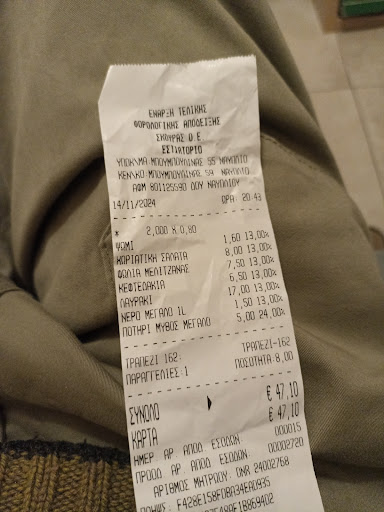 ΕΝΑΡΞΗ ΤΕΛΙΚΗΣ
ΦΟΡΟΛΟΓΙΚΗΣ ΑΠΟΔΕΙΞΗΣ
ΣΚΟΥΡΑΣ Ο Ε
ΕΣΤΙΑΤΟΡΙΟ
ΥΠΟΚ/ΜΑ ΜΠΟΥΜΠΟΥΛΙΝΑΣ 55 ΝΑΥΠΛΙΟ
ΚΕΝ/ΚΟ ΜΠΟΥΜΠΟΥΛΙΝΑΣ 59 ΝΑΥΠΛΙΟ
ΑΦΜ 801125590 ΔΟΥ ΝΑΥΠΛΙΟΥ
14/11/2024 ΩΡΑ 20:43
* 2,000 X 0,80
ΨΩΜΙ 1,60 13,00%
ΧΩΡΙΑΤΙΚΗ ΣΑΛΑΤΑ 8,00 13,00%
ΦΩΛΙΑ ΜΕΛΙΤΖΑΝΑΣ 7,50 13,00%
ΚΕΦΤΕΔΑΚΙΑ 6,50 13,00%
ΛΑΥΡΑΚΙ 17,00 13,00%
ΝΕΡΟ ΜΕΓΑΛΟ 1L 1,50 13,00%
ΠΟΤΗΡΙ ΜΥΘΟΣ ΜΕΓΑΛΟ 5,00 24,00%
ΤΡΑΠΕΖΙ 162: ΤΡΑΠΕΖΙ-162
ΠΑΡΑΓΓΕΛΙΕΣ:1 ΠΟΣΟΤΗΤΑ:8,00
ΣΥΝΟΛΟ € 47,10
ΚΑΡΤΑ € 47,10
ΗΜΕΡ. ΑΡ. ΑΠΟΔ. ΕΣΟΔΩΝ 000015
ΠΡΟΟΔ. ΑΡ. ΑΠΟΔ. ΕΣΟΔΩΝ 00002720
ΑΡΙΘΜΟΣ ΜΗΤΡΩΟΥ: DNR 24002768